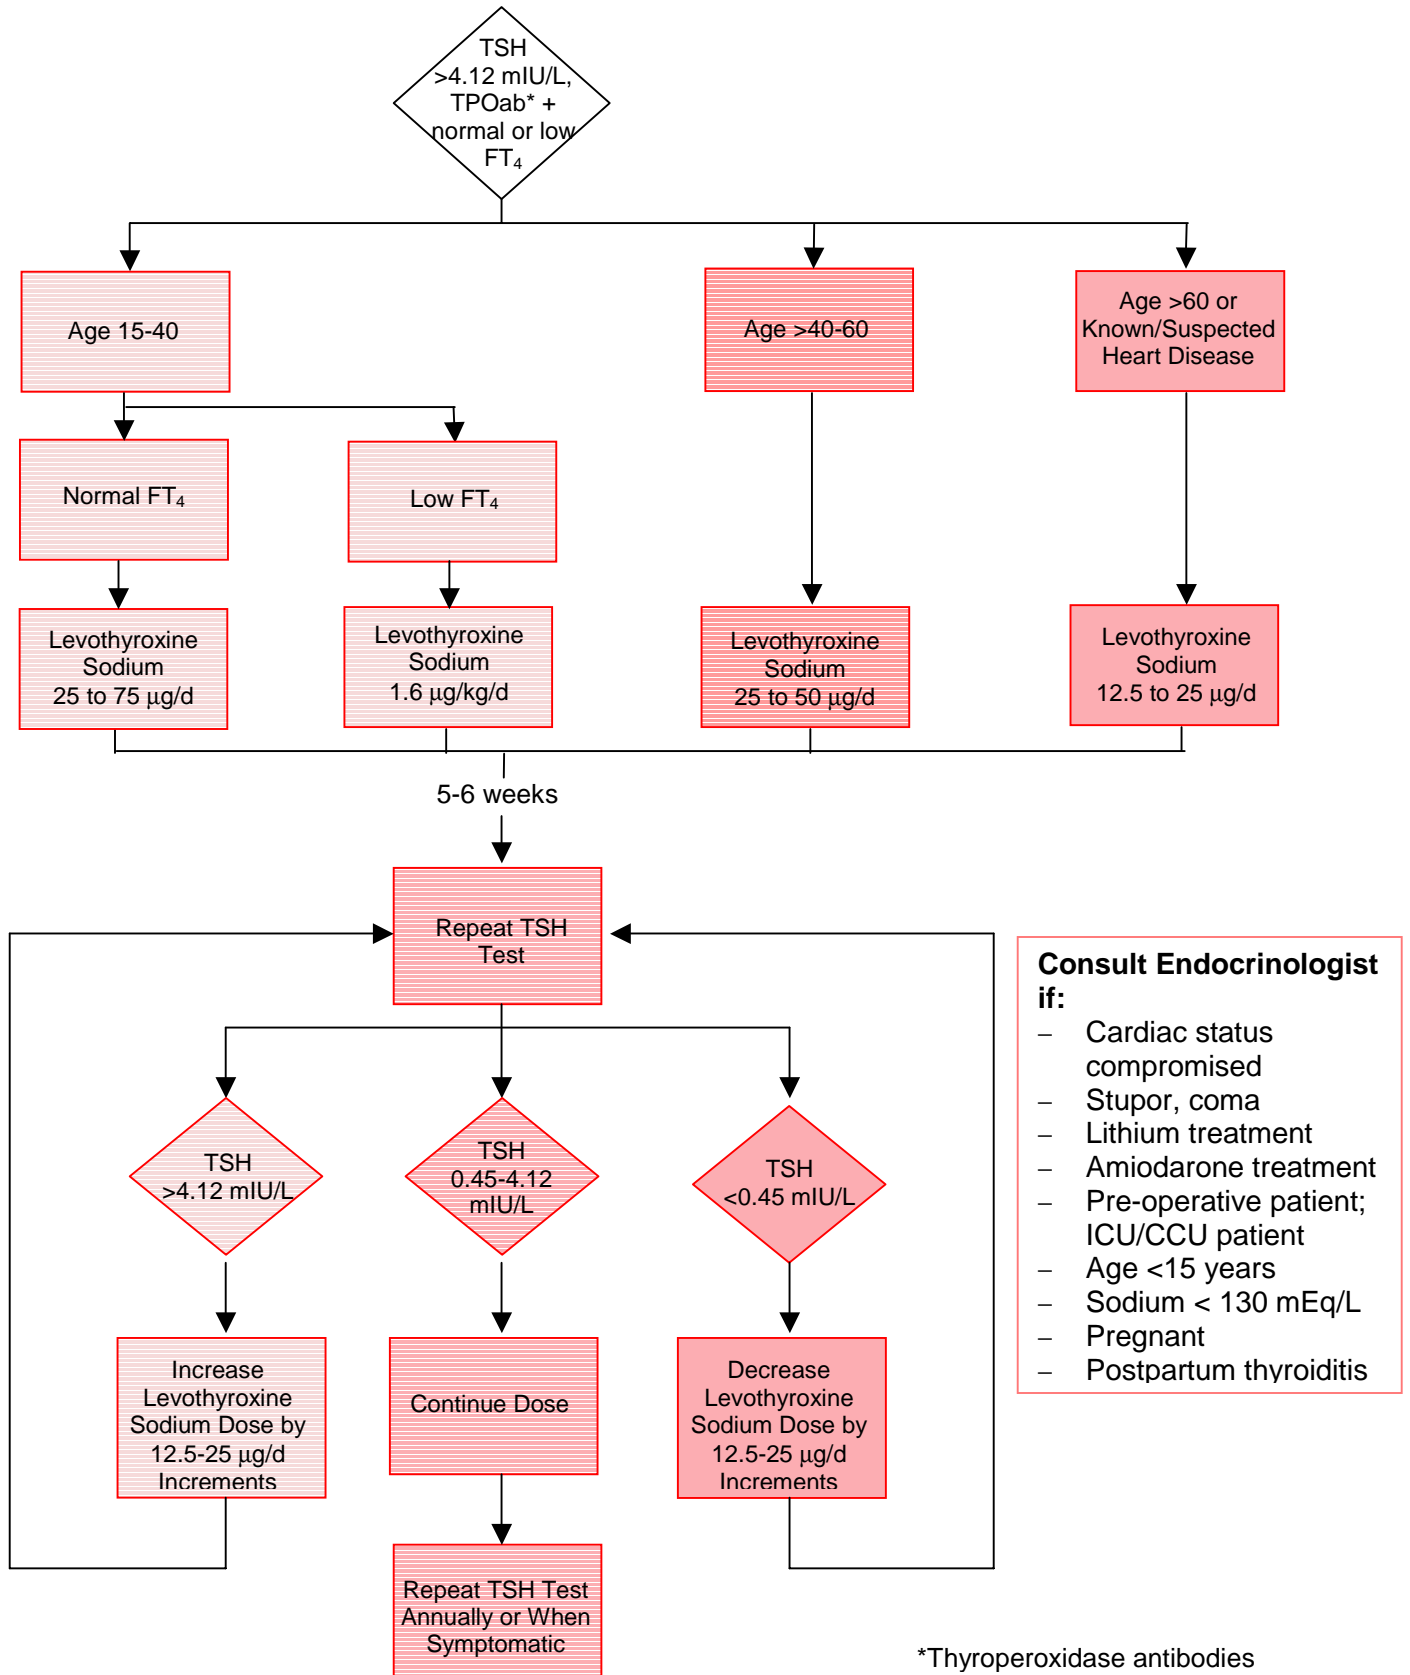 TSH
>4.12 mIU/L,
TPOab* +
normal or low
FT₄
Age 15-40
Age >40-60
Age >60 or
Known/Suspected
Heart Disease
Normal FT₄
Low FT₄
Levothyroxine
Sodium
25 to 75 μg/d
Levothyroxine
Sodium
1.6 μg/kg/d
Levothyroxine
Sodium
25 to 50 μg/d
Levothyroxine
Sodium
12.5 to 25 μg/d
5-6 weeks
Repeat TSH
Test
TSH
>4.12 mIU/L
TSH
0.45-4.12
mIU/L
TSH
<0.45 mIU/L
Increase
Levothyroxine
Sodium Dose by
12.5-25 μg/d
Increments
Continue Dose
Decrease
Levothyroxine
Sodium Dose by
12.5-25 μg/d
Increments
Repeat TSH Test
Annually or When
Symptomatic
Consult Endocrinologist
if:
– Cardiac status
compromised
– Stupor, coma
– Lithium treatment
– Amiodarone treatment
– Pre-operative patient;
ICU/CCU patient
– Age <15 years
– Sodium < 130 mEq/L
– Pregnant
– Postpartum thyroiditis
*Thyroperoxidase antibodies